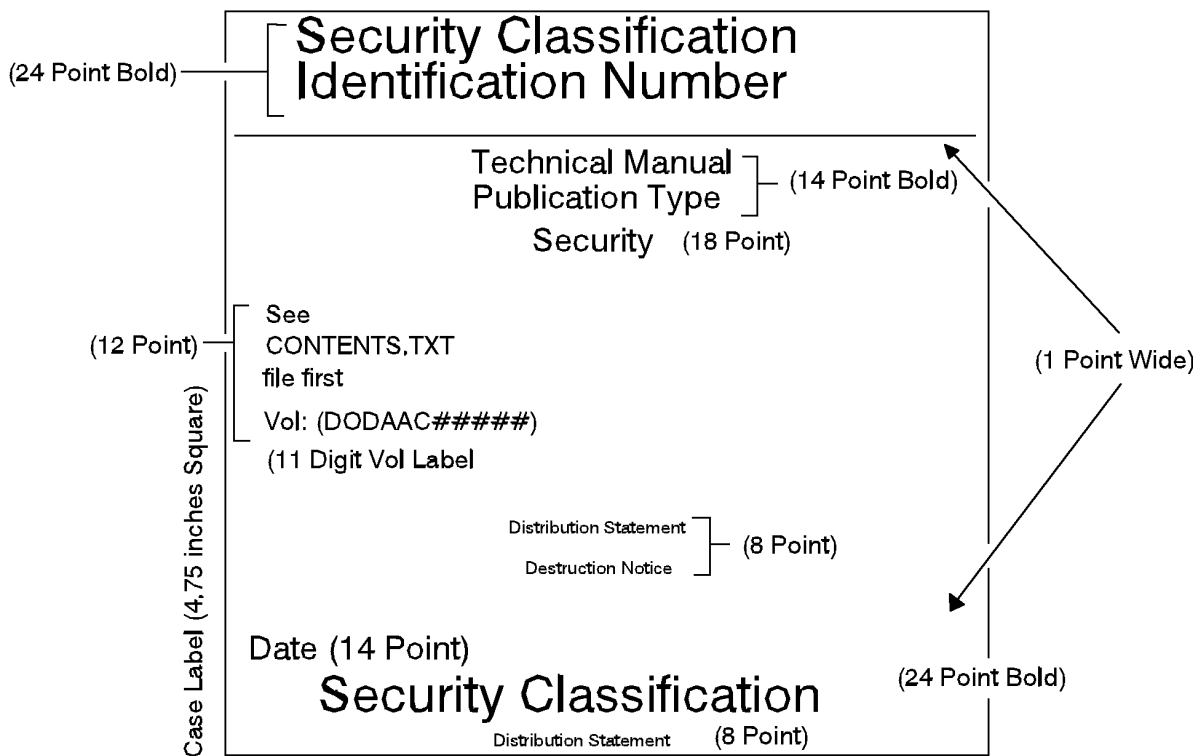 Security Classification
(24 Point Bold)
Identification Number
Technical Manual
(14 Point Bold)
Publication Type
Security (18 Point)
See
(12 Point)
CONTENTS.TXT
(1 Point Wide)
file first
Vol: (DODAAC#####)
(11 Digit Vol Label
Case Label (4.75 inches Square)
Distribution Statement
(8 Point)
Destruction Notice
Date (14 Point)
(24 Point Bold)
Security Classification
Distribution Statement (8 Point)